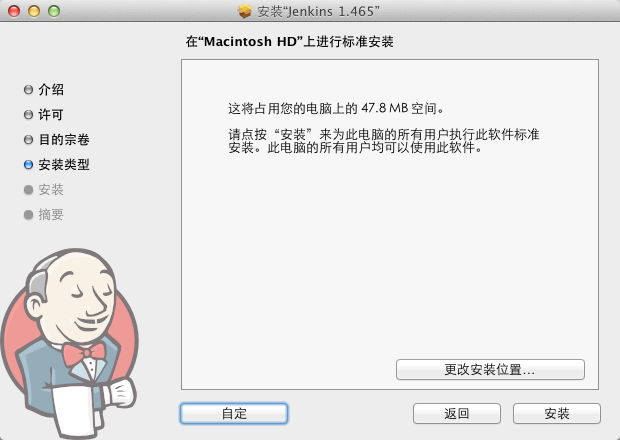 安装“Jenkins 1.465”
在“Macintosh HD”上进行标准安装
介绍
许可
目的宗卷
安装类型
安装
摘要
这将占用您的电脑上的 47.8 MB 空间。
请点按“安装”来为此电脑的所有用户执行此软件标准
安装。此电脑的所有用户均可以使用此软件。
更改安装位置...
自定
返回
安装